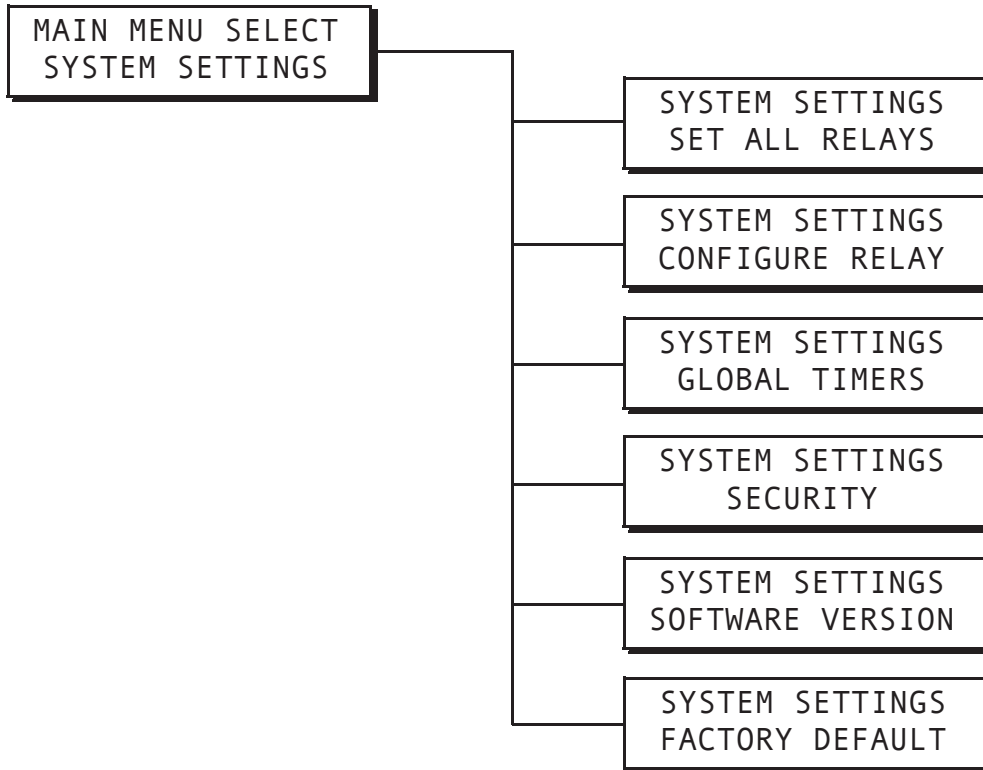 MAIN MENU SELECT
SYSTEM SETTINGS
SYSTEM SETTINGS
SET ALL RELAYS
SYSTEM SETTINGS
CONFIGURE RELAY
SYSTEM SETTINGS
GLOBAL TIMERS
SYSTEM SETTINGS
SECURITY
SYSTEM SETTINGS
SOFTWARE VERSION
SYSTEM SETTINGS
FACTORY DEFAULT